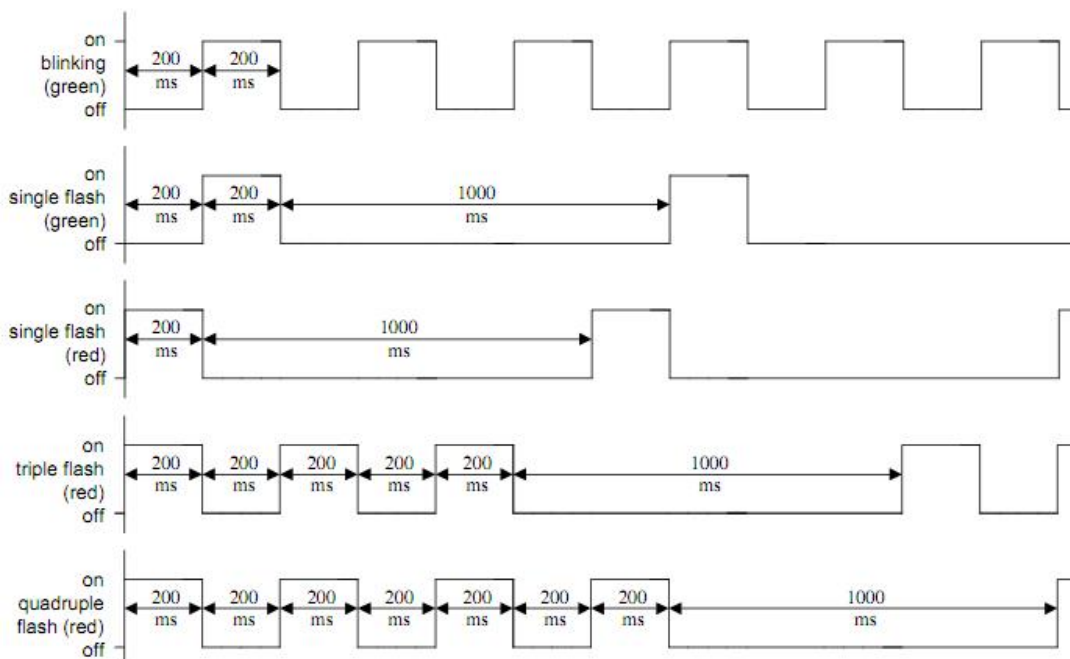 on
blinking
(green)
off
200
ms
200
ms
on
single flash
(green)
off
200
ms
200
ms
1000
ms
on
single flash
(red)
off
200
ms
1000
ms
on
triple flash
(red)
off
200
ms
200
ms
200
ms
200
ms
200
ms
1000
ms
on
quadruple
flash (red)
off
200
ms
200
ms
200
ms
200
ms
200
ms
200
ms
200
ms
1000
ms